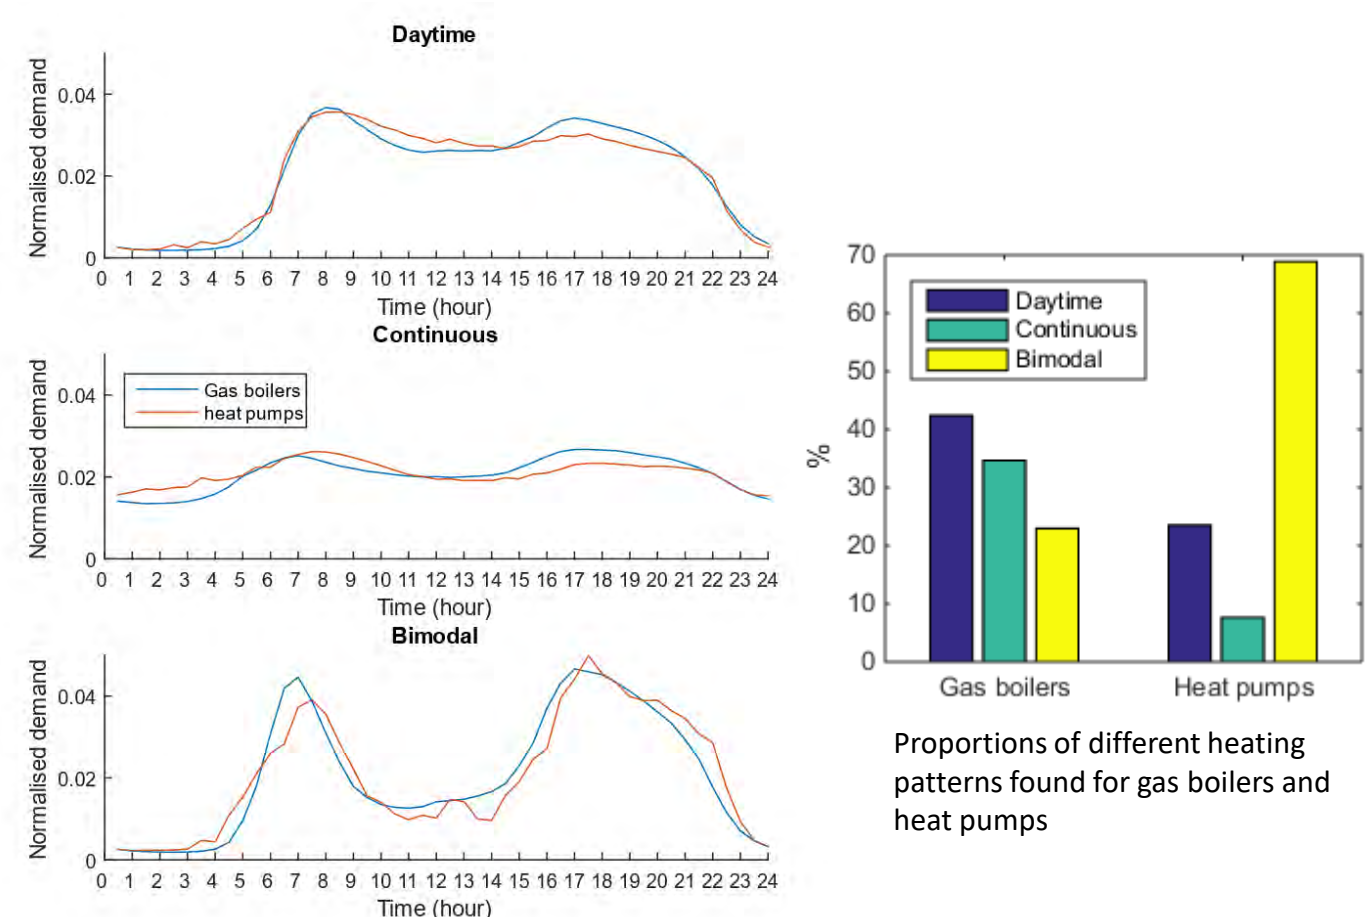 Daytime
Normalised demand
0.04
0.02
0
0 1 2 3 4 5 6 7 8 9 10 11 12 13 14 15 16 17 18 19 20 21 22 23 24
Time (hour)
Continuous
Normalised demand
0.04
0.02
0
Gas boilers
heat pumps
0 1 2 3 4 5 6 7 8 9 10 11 12 13 14 15 16 17 18 19 20 21 22 23 24
Time (hour)
Bimodal
Normalised demand
0.04
0.02
0
0 1 2 3 4 5 6 7 8 9 10 11 12 13 14 15 16 17 18 19 20 21 22 23 24
Time (hour)
70
60
50
40
30
20
10
0
%
Daytime
Continuous
Bimodal
Gas boilers Heat pumps
Proportions of different heating
patterns found for gas boilers and
heat pumps